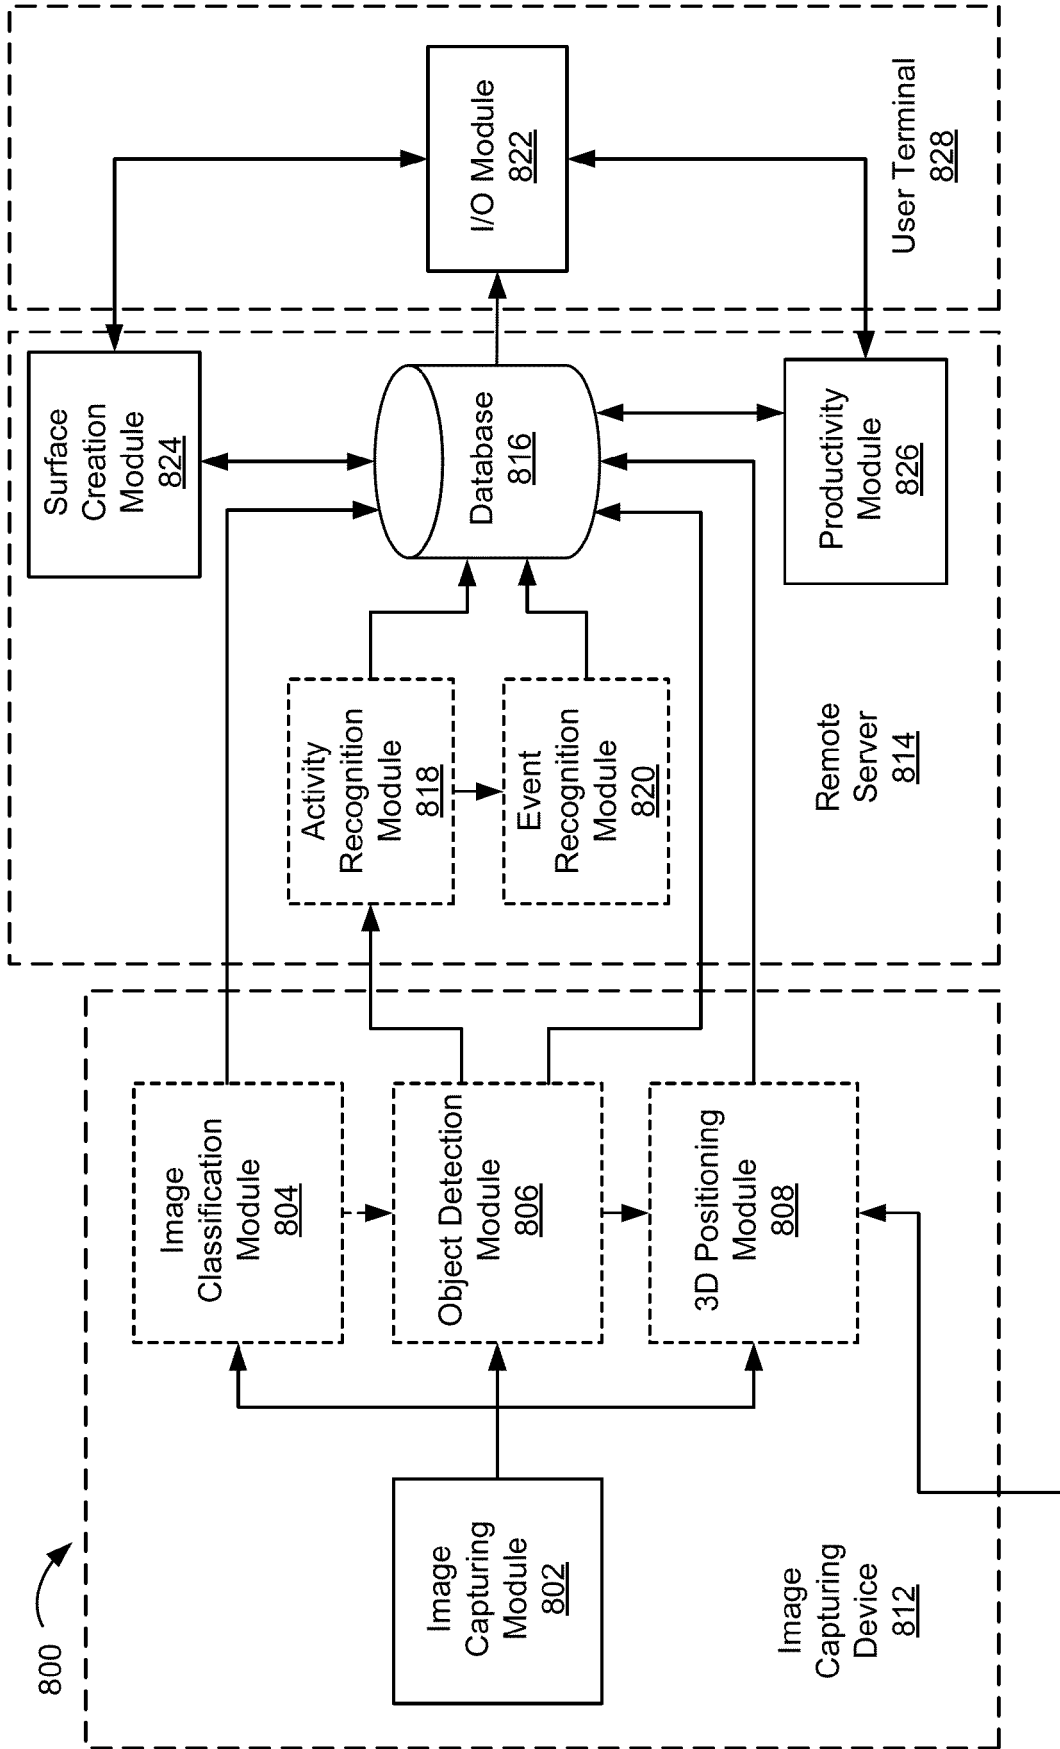 800
Image
Capturing
Module
802
Image
Classification
Module
804
Object Detection
Module
806
3D Positioning
Module
808
Image
Capturing
Device
812
Activity
Recognition
Module
818
Event
Recognition
Module
820
Surface
Creation
Module
824
Database
816
Productivity
Module
826
Remote
Server
814
I/O Module
822
User Terminal
828